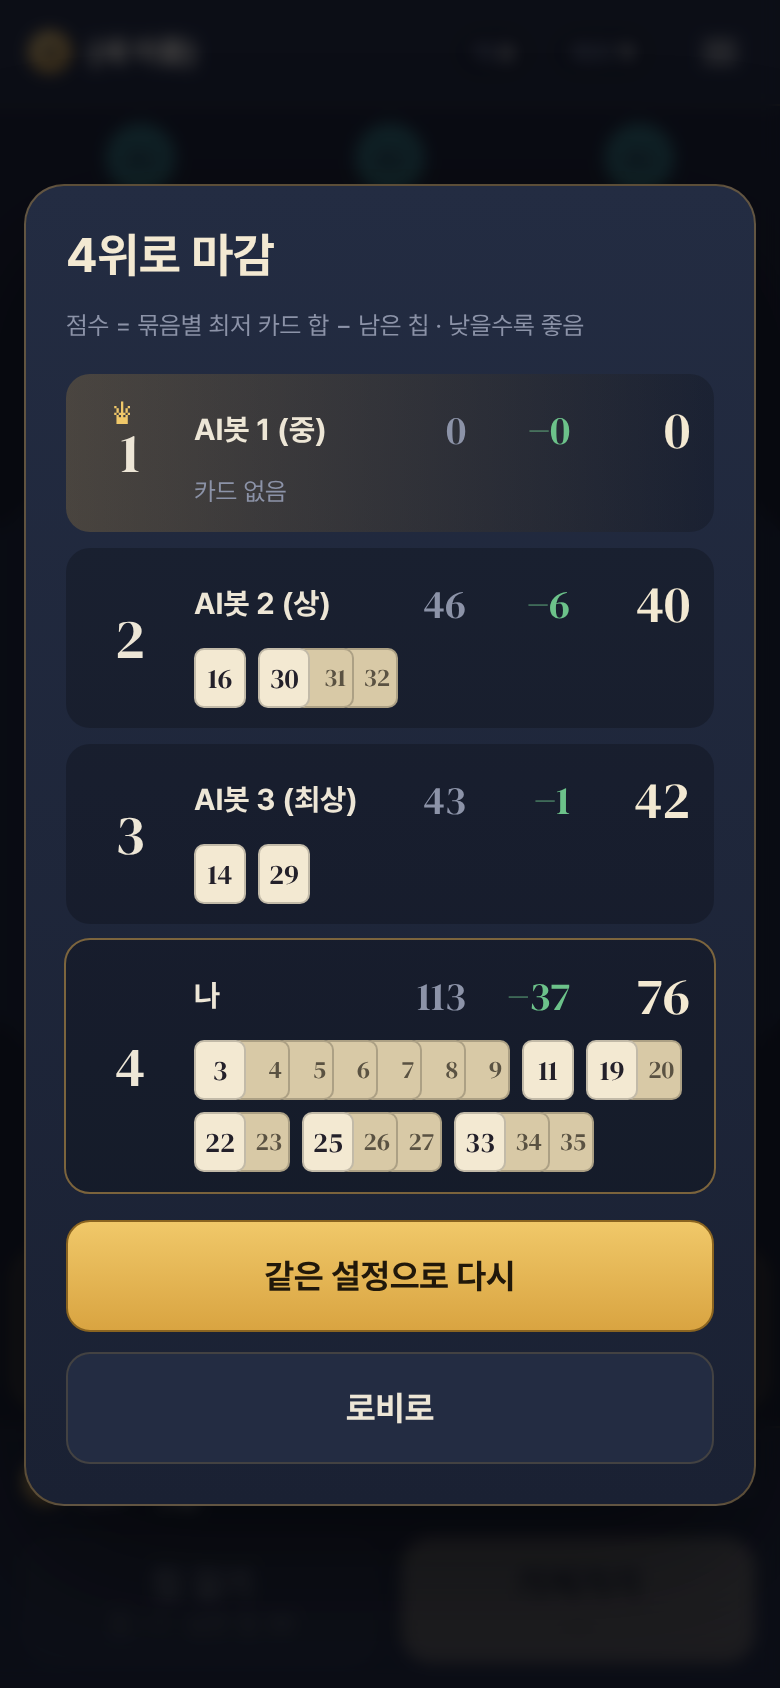 4위로 마감
점수 = 묶음별 최저 카드 합 − 남은 칩 · 낮을수록 좋음
1 AI봇 1 (중) 0 −0 0
카드 없음
2 AI봇 2 (상) 46 −6 40
16 30 31 32
3 AI봇 3 (최상) 43 −1 42
14 29
4 나 113 −37 76
3 4 5 6 7 8 9 11 19 20
22 23 25 26 27 33 34 35
같은 설정으로 다시
로비로